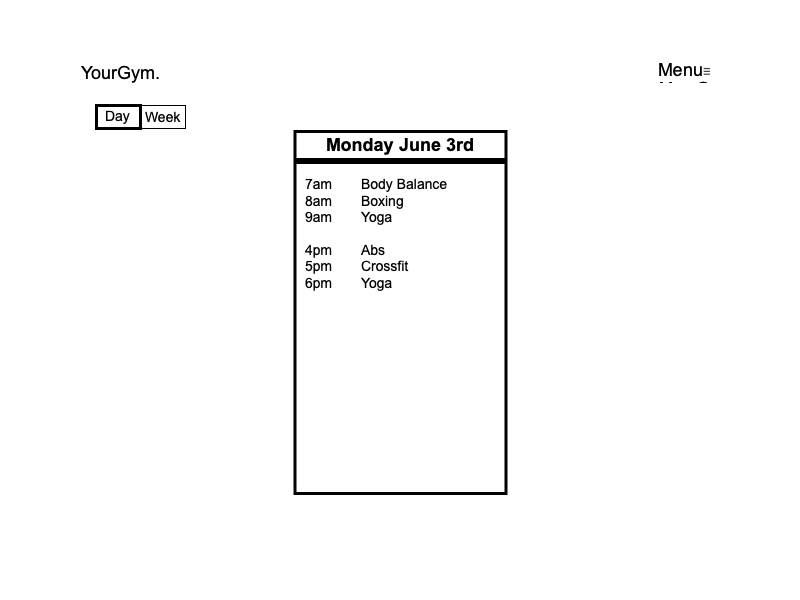 YourGym.
Menu≡
Day
Week
Monday June 3rd
7am Body Balance
8am Boxing
9am Yoga
4pm Abs
5pm Crossfit
6pm Yoga